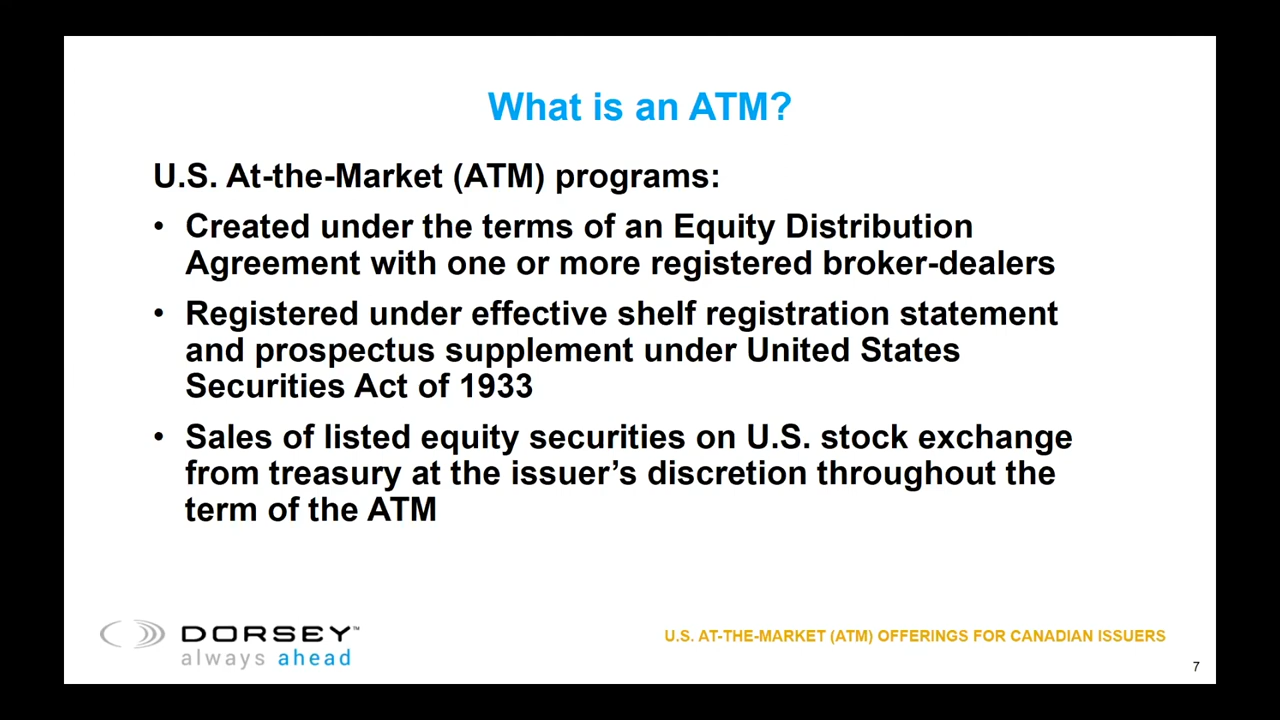 What is an ATM?
U.S. At-the-Market (ATM) programs:
• Created under the terms of an Equity Distribution
Agreement with one or more registered broker-dealers
• Registered under effective shelf registration statement
and prospectus supplement under United States
Securities Act of 1933
• Sales of listed equity securities on U.S. stock exchange
from treasury at the issuer’s discretion throughout the
term of the ATM
DORSEY™
always ahead
U.S. AT-THE-MARKET (ATM) OFFERINGS FOR CANADIAN ISSUERS
7